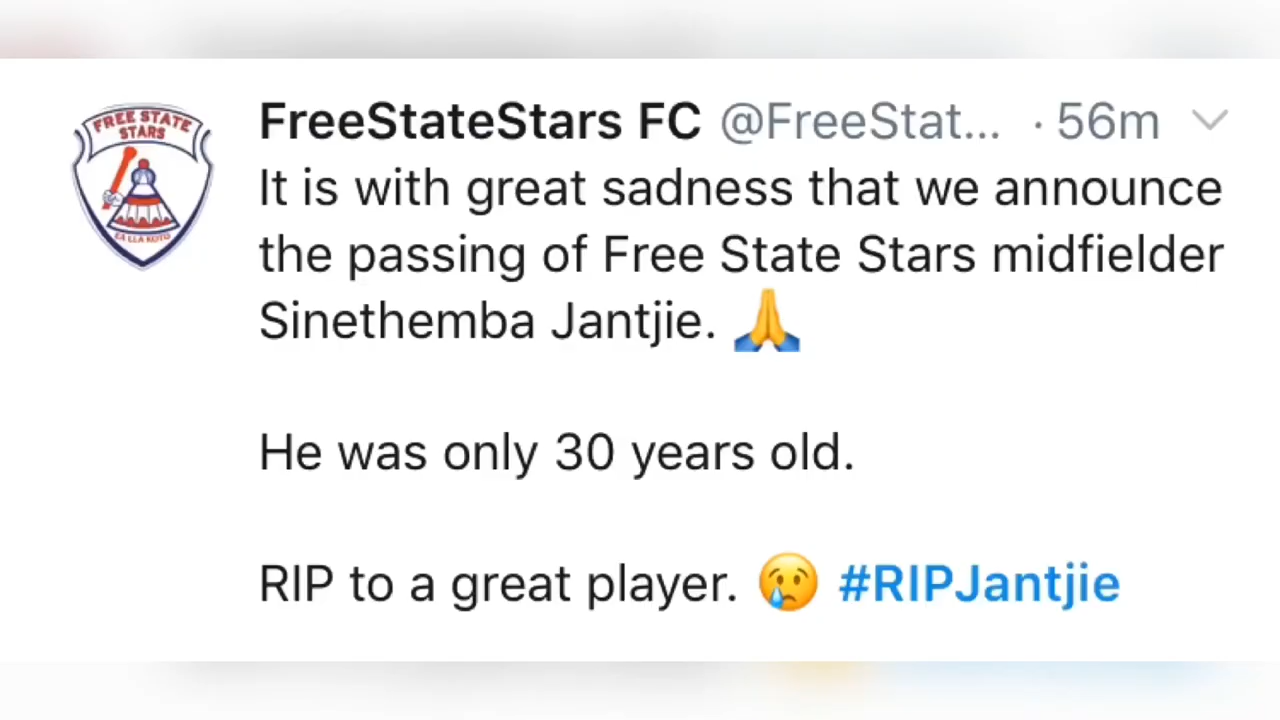 FREE STATE
STARS
FreeStateStars FC @FreeStat... · 56m
It is with great sadness that we announce
the passing of Free State Stars midfielder
Sinethemba Jantjie. 🙏
He was only 30 years old.
RIP to a great player. 😢 #RIPJantjie